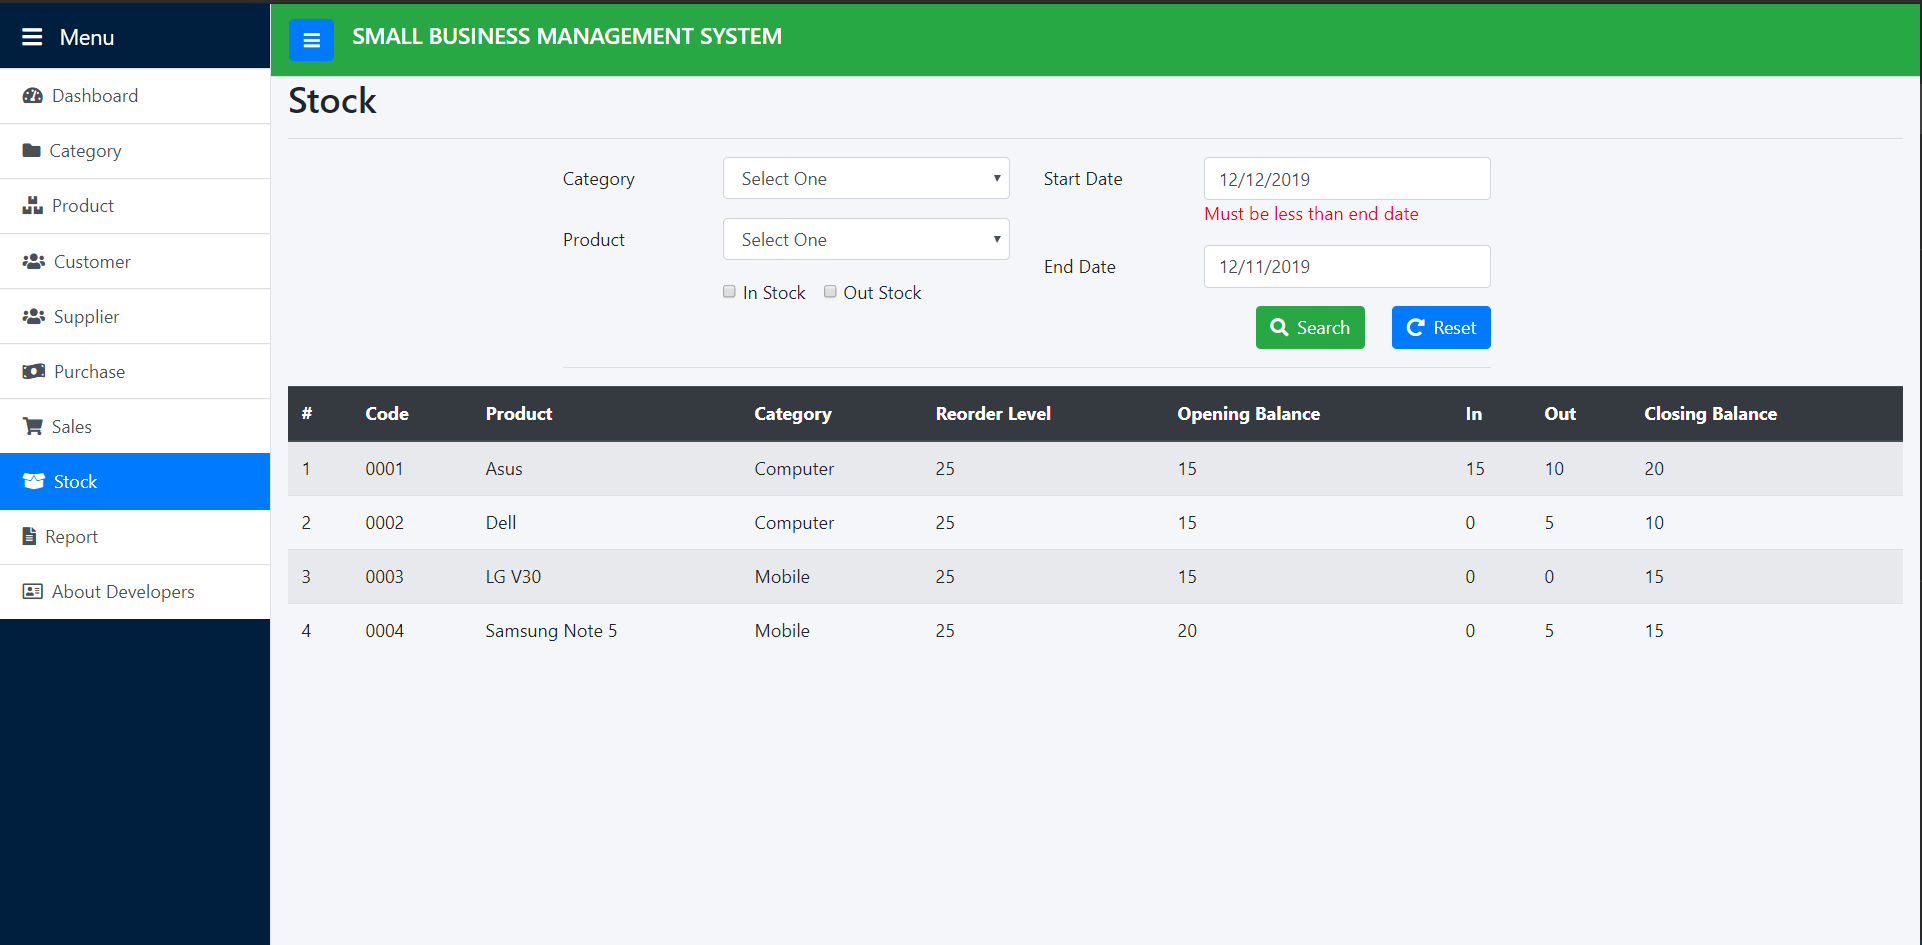 Menu
SMALL BUSINESS MANAGEMENT SYSTEM
Dashboard
Category
Product
Customer
Supplier
Purchase
Sales
Stock
Report
About Developers
Stock
Category Select One Start Date 12/12/2019
Must be less than end date
Product Select One
End Date 12/11/2019
In Stock Out Stock
Search Reset
# Code Product Category Reorder Level Opening Balance In Out Closing Balance
1 0001 Asus Computer 25 15 15 10 20
2 0002 Dell Computer 25 15 0 5 10
3 0003 LG V30 Mobile 25 15 0 0 15
4 0004 Samsung Note 5 Mobile 25 20 0 5 15